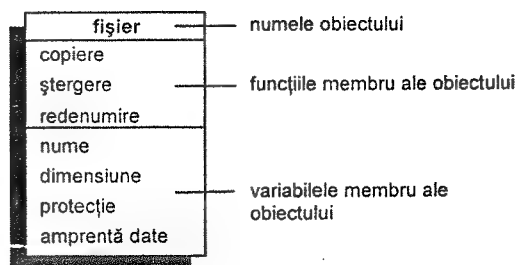 fişier
numele obiectului
copiere
ştergere
funcţiile membru ale obiectului
redenumire
nume
dimensiune
variabilele membru ale
protecţie
obiectului
amprentă date